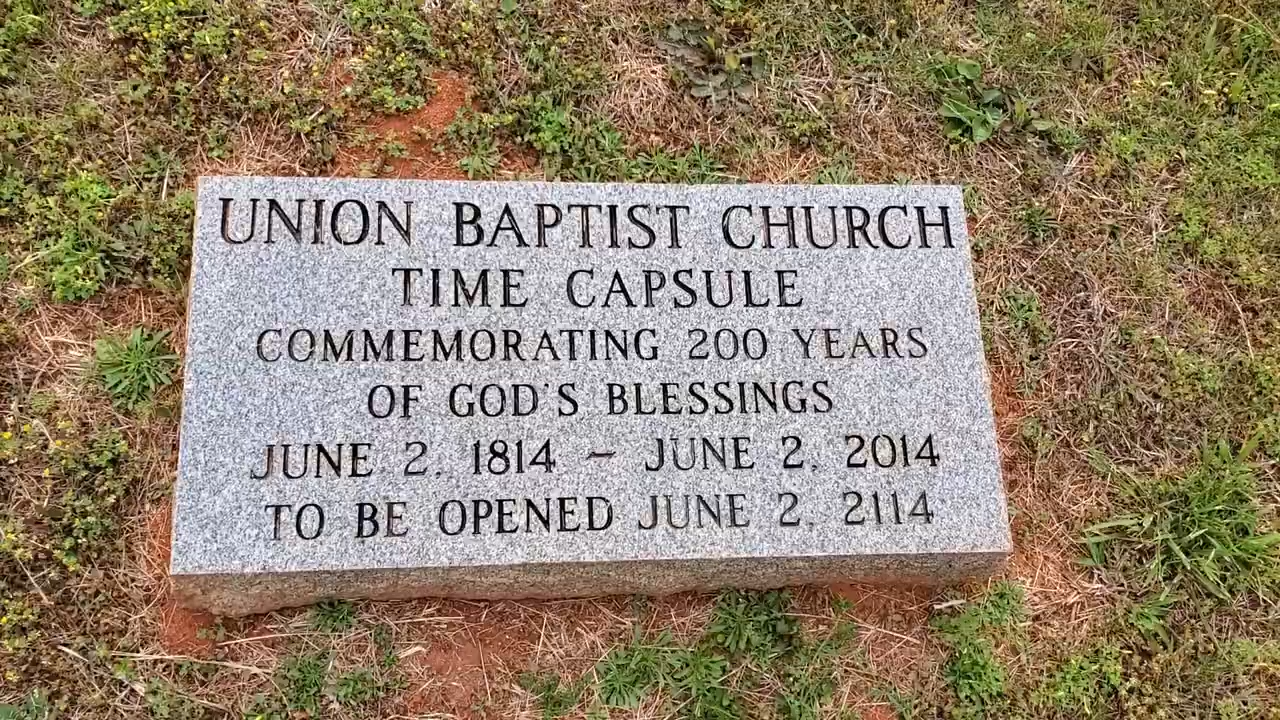 UNION BAPTIST CHURCH
TIME CAPSULE
COMMEMORATING 200 YEARS
OF GOD'S BLESSINGS
JUNE 2, 1814 – JUNE 2, 2014
TO BE OPENED JUNE 2, 2114